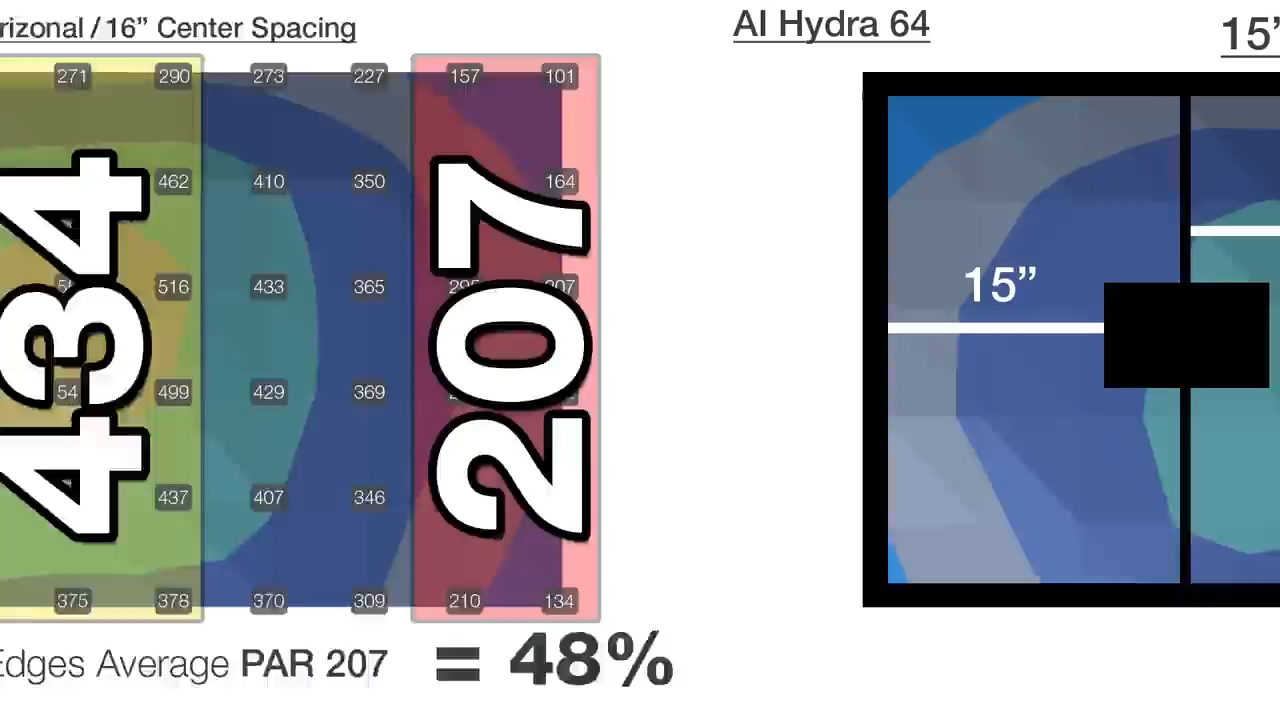 rizonal / 16” Center Spacing
AI Hydra 64
15”
271 290 273 227 157 101
462 410 350 164
516 433 365
15”
499 429 369
437 407 346
375 378 370 309 210 134
434
207
Edges Average PAR 207 = 48%